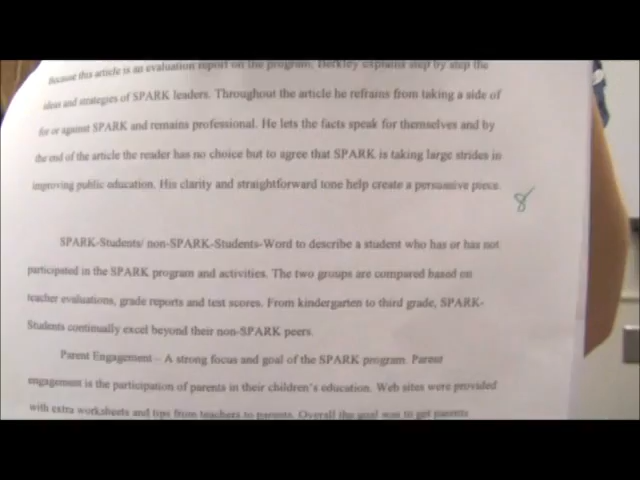 Because this article is an evaluation report on the program, Berkley explains step by step the
ideas and strategies of SPARK leaders. Throughout the article he refrains from taking a side of
for or against SPARK and remains professional. He lets the facts speak for themselves and by
the end of the article the reader has no choice but to agree that SPARK is taking large strides in
improving public education. His clarity and straightforward tone help create a persuasive piece.
8
SPARK-Students/ non-SPARK-Students-Word to describe a student who has or has not
participated in the SPARK program and activities. The two groups are compared based on
teacher evaluations, grade reports and test scores. From kindergarten to third grade, SPARK-
Students continually excel beyond their non-SPARK peers.
Parent Engagement – A strong focus and goal of the SPARK program. Parent
engagement is the participation of parents in their children's education. Web sites were provided
with extra worksheets and tips from teachers to parents. Overall the goal was to get parents